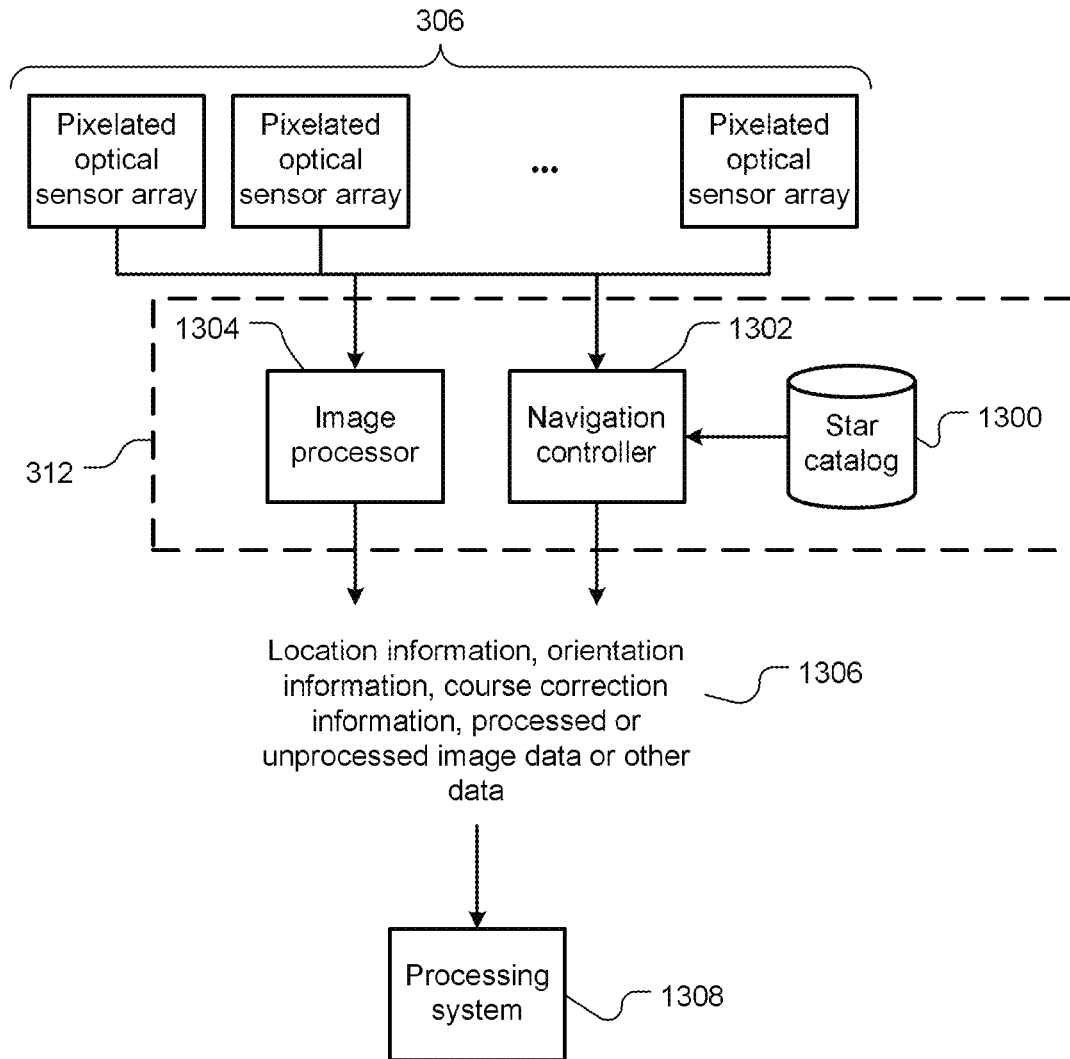 306
Pixelated
optical
sensor array
Pixelated
optical
sensor array
...
Pixelated
optical
sensor array
1304
1302
Image
processor
Navigation
controller
Star
catalog
1300
312
Location information, orientation
information, course correction
information, processed or
unprocessed image data or other
data
1306
Processing
system
1308